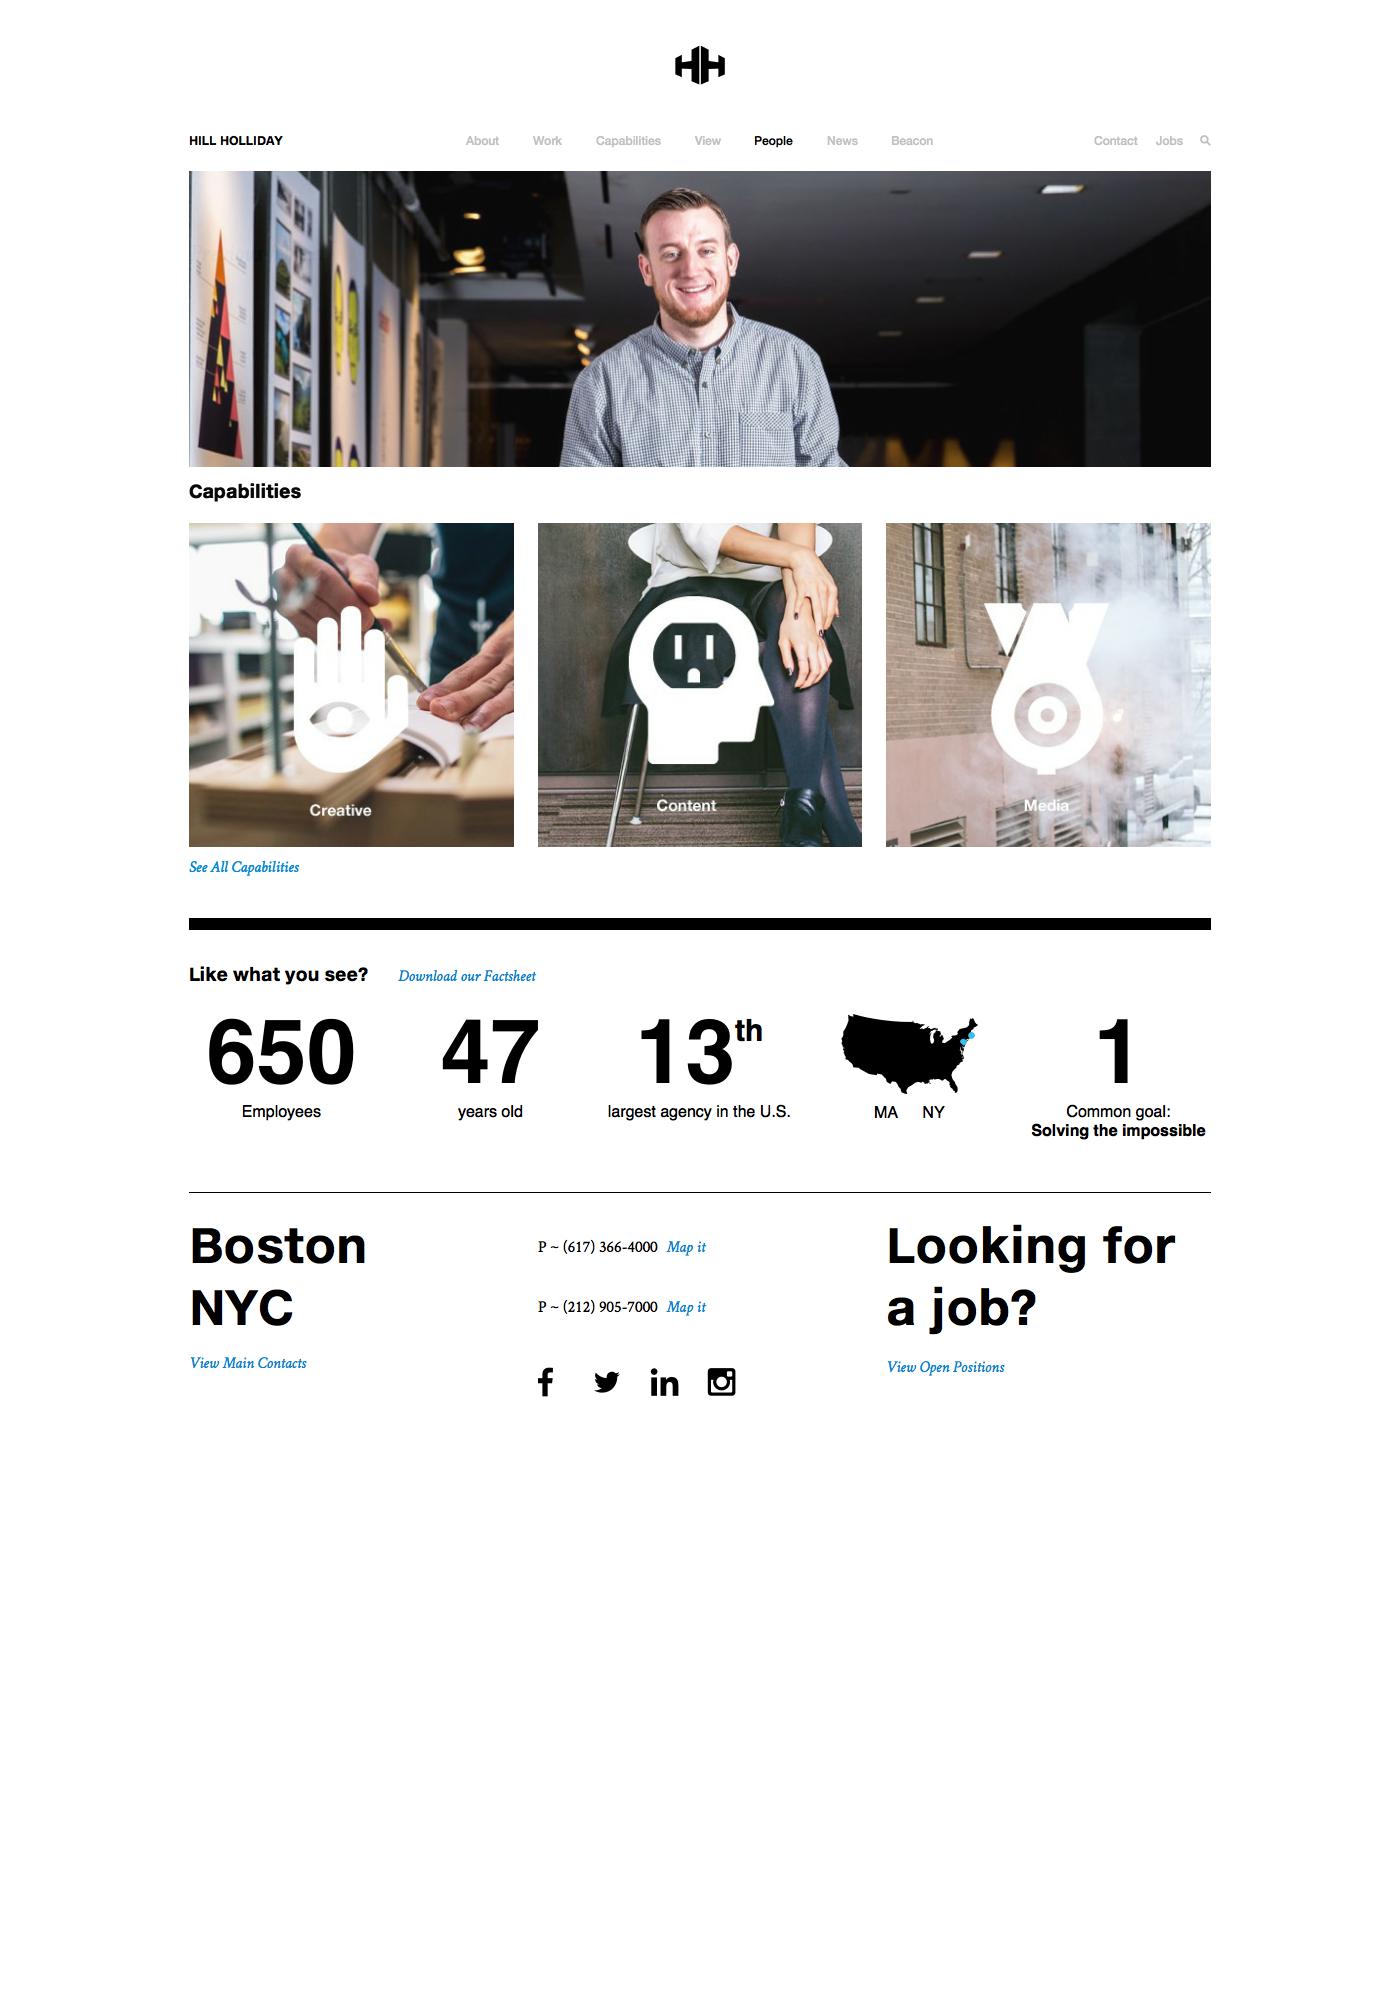 HILL HOLLIDAY
About Work Capabilities View People News Beacon
Contact Jobs
Capabilities
Creative
Content
Media
See All Capabilities
Like what you see? Download our Factsheet
650
Employees
47
years old
13th
largest agency in the U.S.
MA NY
1
Common goal:
Solving the impossible
Boston
NYC
View Main Contacts
P ~ (617) 366-4000 Map it
P ~ (212) 905-7000 Map it
Looking for
a job?
View Open Positions